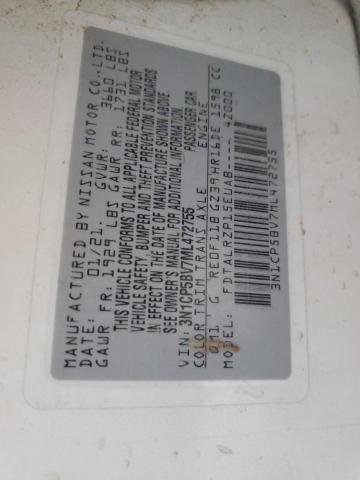 MANUFACTURED BY NISSAN MOTOR CO.,LTD.
DATE: 01/21. GVWR: 3660 LBS
GAWR FR: 1929 LBS GAWR RR: 1731 LBS
THIS VEHICLE CONFORMS TO ALL APPLICABLE FEDERAL MOTOR
VEHICLE SAFETY, BUMPER AND THEFT PREVENTION STANDARDS
IN EFFECT ON THE DATE OF MANUFACTURE SHOWN ABOVE.
SEE OWNER'S MANUAL FOR ADDITIONAL INFORMATION.
VIN: 3N1CP5BV7ML472755 PASSENGER CAR
COLOR TRIM TRANS AXLE ENGINE
QM1 G RE0F11B GZ39 HR16DE 1598 CC
FDTALRZP15EUAB---- 42000
3N1CP5BV7ML472755